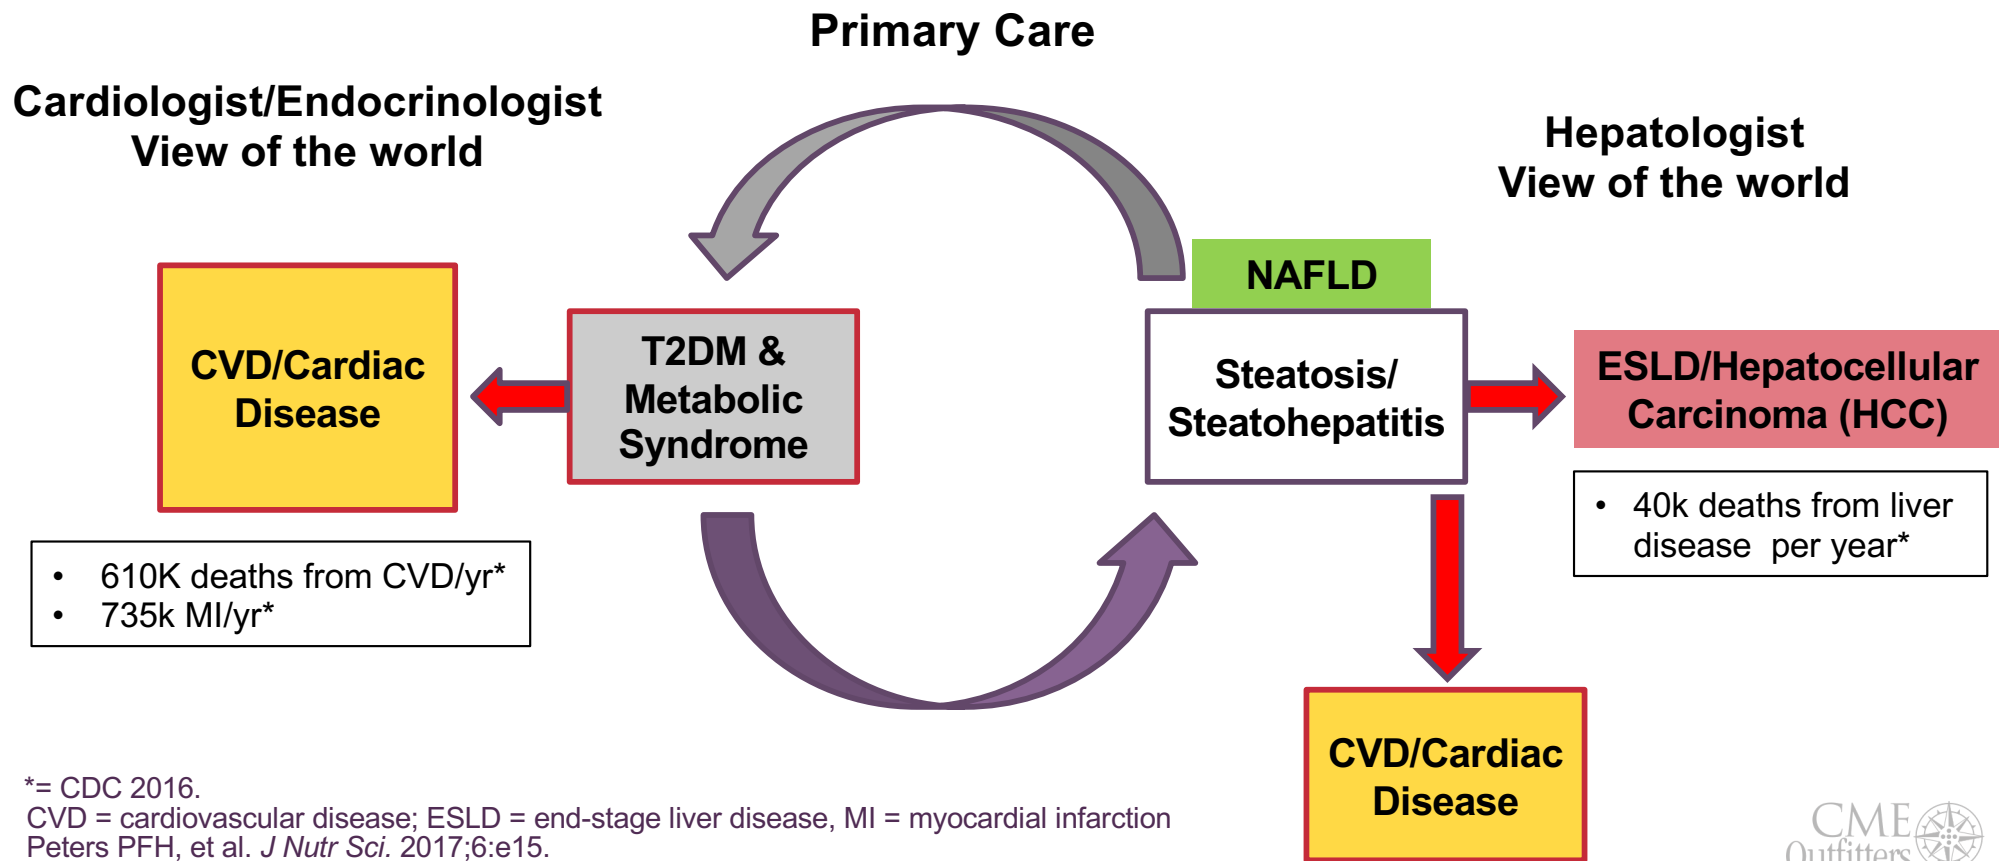 Primary Care
Cardiologist/Endocrinologist
View of the world
Hepatologist
View of the world
NAFLD
CVD/Cardiac
Disease
T2DM &
Metabolic
Syndrome
Steatosis/
Steatohepatitis
ESLD/Hepatocellular
Carcinoma (HCC)
• 610K deaths from CVD/yr*
• 735k MI/yr*
• 40k deaths from liver
disease  per year*
CVD/Cardiac
Disease
*= CDC 2016.
CVD = cardiovascular disease; ESLD = end-stage liver disease, MI = myocardial infarction
Peters PFH, et al. J Nutr Sci. 2017;6:e15.
CME
Outfitters